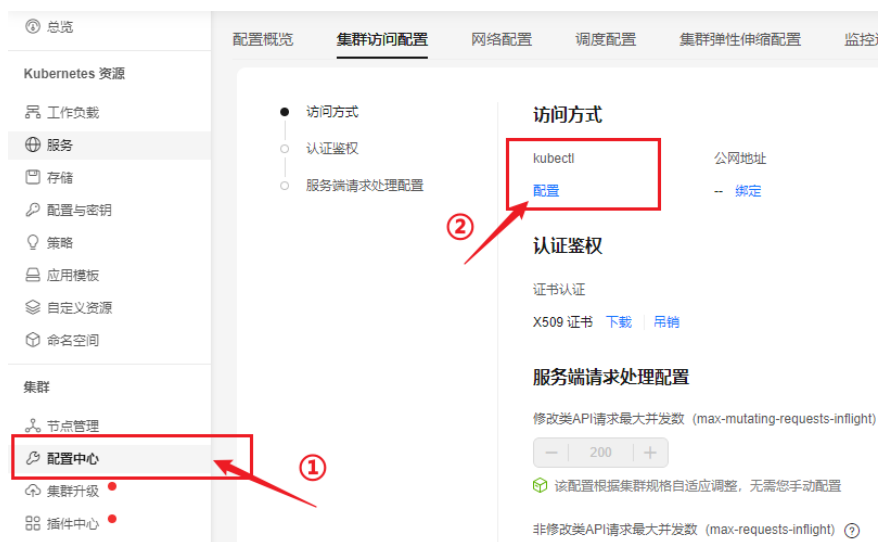 总览
Kubernetes 资源
工作负载
服务
存储
配置与密钥
策略
应用模板
自定义资源
命名空间
集群
节点管理
配置中心
集群升级
插件中心
①
配置概览 集群访问配置 网络配置 调度配置 集群弹性伸缩配置 监控
访问方式
认证鉴权
服务端请求处理配置
访问方式
kubectl 公网地址
配置 -- 绑定
②
认证鉴权
证书认证
X509 证书 下载 吊销
服务端请求处理配置
修改类API请求最大并发数 (max-mutating-requests-inflight)
— 200 +
该配置根据集群规格自适应调整，无需您手动配置
非修改类API请求最大并发数 (max-requests-inflight) ?